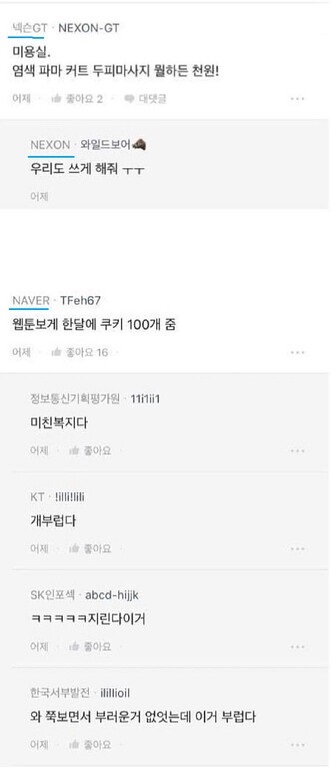 넥슨GT · NEXON-GT
미용실.
염색 파마 커트 두피마사지 뭘하든 천원!
어제 · 좋아요 2 · 대댓글
NEXON · 와일드보어
우리도 쓰게 해줘 ㅜㅜ
어제
NAVER · TFeh67
웹툰보게 한달에 쿠키 100개 줌
어제 · 좋아요 16 ·
정보통신기획평가원 · 11i1ii1
미친복지다
어제 · 좋아요 ·
KT · !illi!lili
개부럽다
어제 · 좋아요 ·
SK인포섹 · abcd-hijjk
ㅋㅋㅋㅋㅋ지린다이거
어제 · 좋아요 ·
한국서부발전 · ilillioil
와 쭉보면서 부러운거 없엇는데 이거 부럽다
어제 · 좋아요 ·